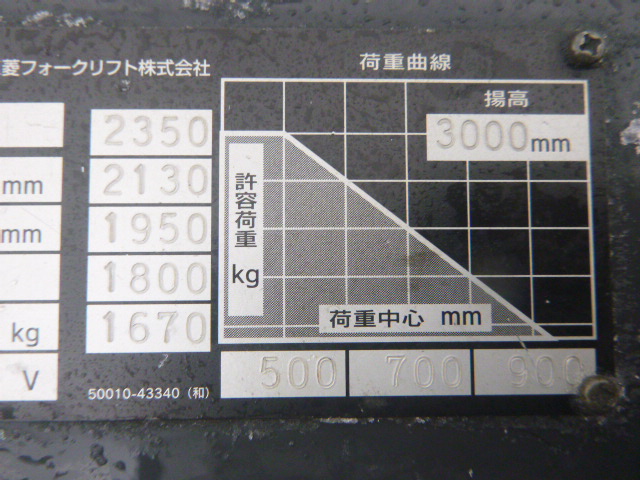 菱フォークリフト株式会社
荷重曲線
揚高
3000mm
2350
mm
2130
許容荷重
kg
mm
1950
1800
荷重中心 mm
kg
1670
500
700
900
V
50010-43340 (和)